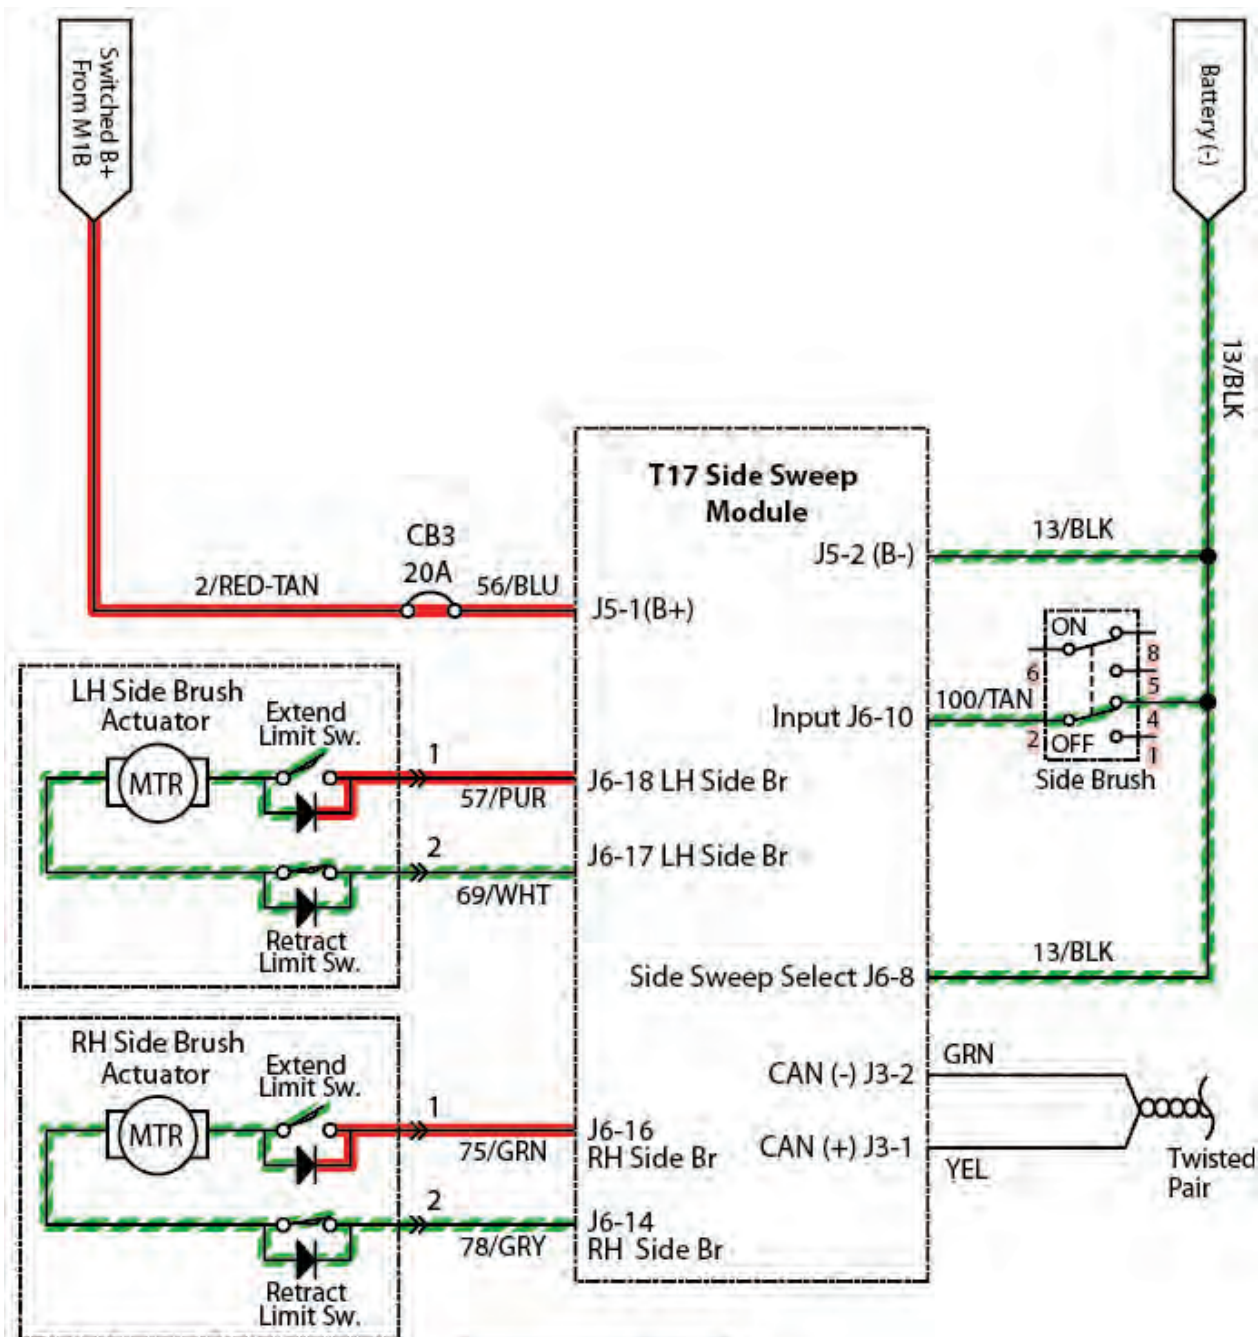 Switched B+
From M1B
Battery (-)
13/BLK
T17 Side Sweep
Module
CB3
20A
2/RED-TAN
56/BLU
J5-1(B+)
J5-2 (B-)
13/BLK
ON
6
8
5
100/TAN
Input J6-10
2
OFF
4
1
Side Brush
LH Side Brush
Actuator
Extend
Limit Sw.
MTR
1
57/PUR
J6-18 LH Side Br
2
69/WHT
J6-17 LH Side Br
Retract
Limit Sw.
Side Sweep Select J6-8
13/BLK
RH Side Brush
Actuator
Extend
Limit Sw.
MTR
1
75/GRN
J6-16
RH Side Br
2
78/GRY
J6-14
RH Side Br
Retract
Limit Sw.
CAN (-) J3-2
GRN
CAN (+) J3-1
YEL
Twisted
Pair